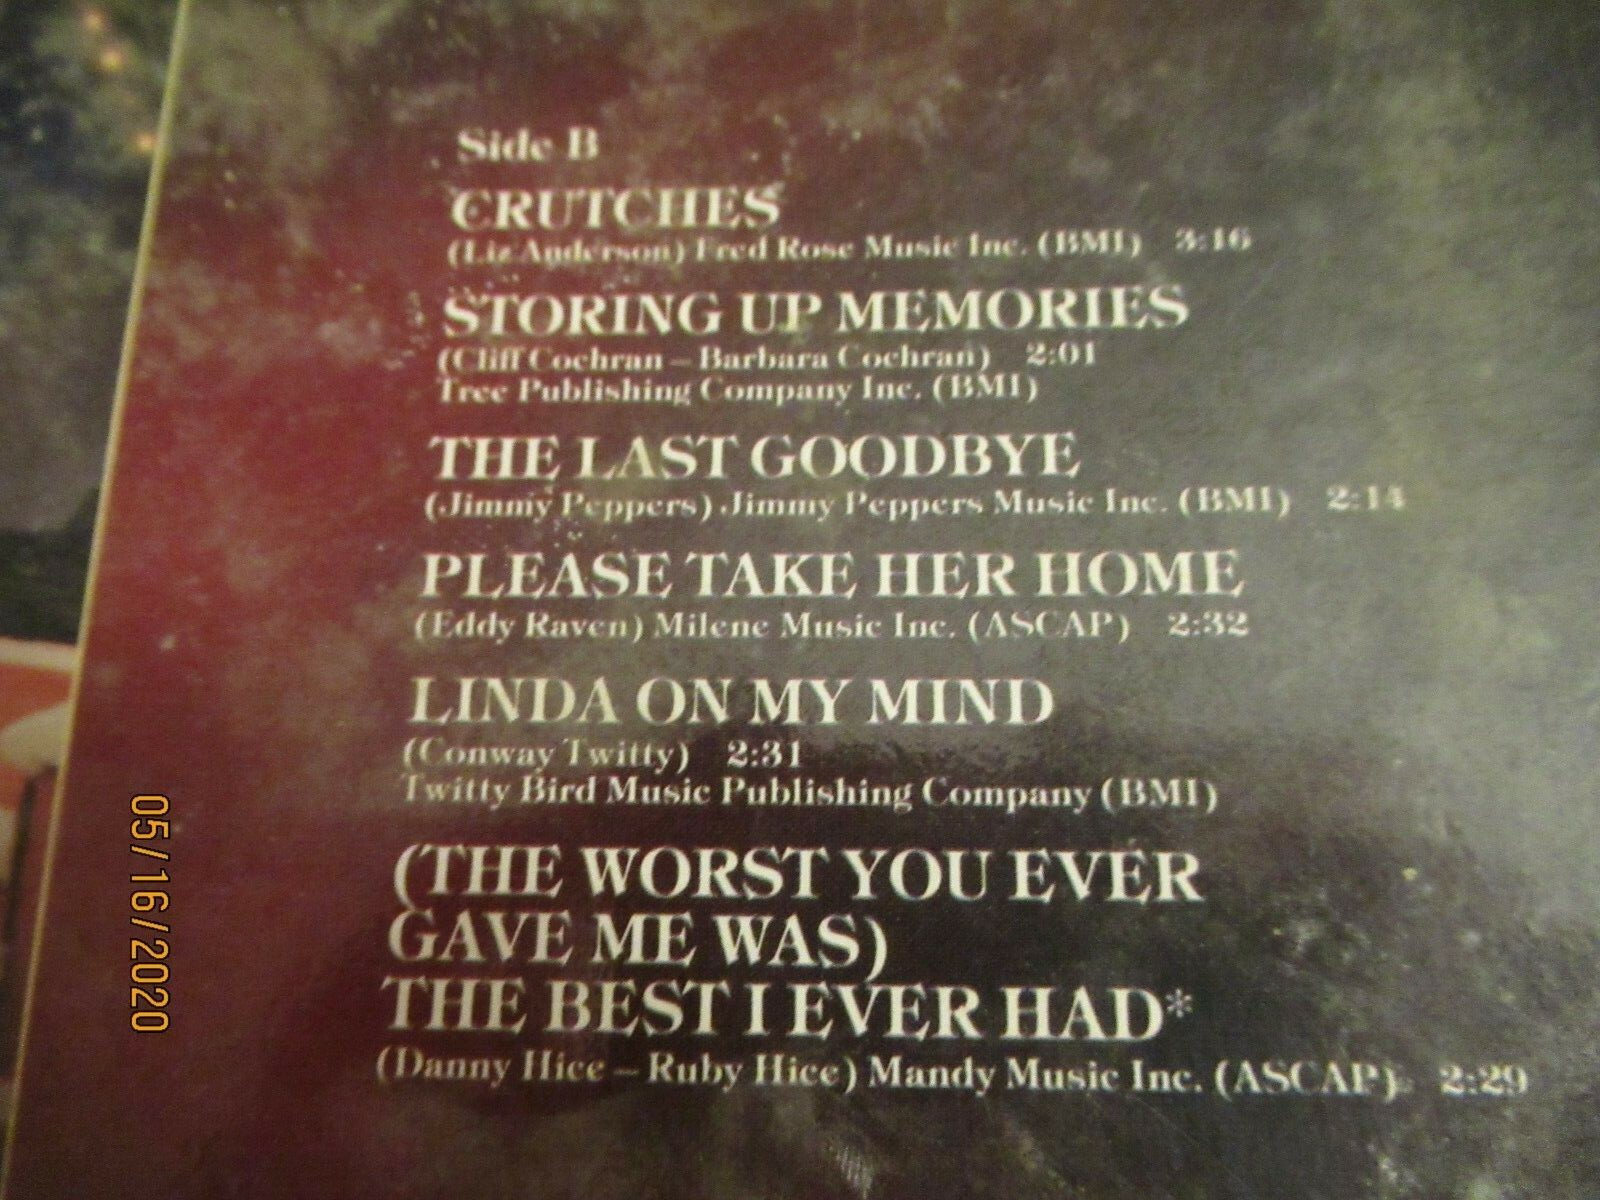 Side B
CRUTCHES
(Liz Anderson) Fred Rose Music Inc. (BMI) 3:16
STORING UP MEMORIES
(Cliff Cochran – Barbara Cochran) 2:01
Tree Publishing Company Inc. (BMI)
THE LAST GOODBYE
(Jimmy Peppers) Jimmy Peppers Music Inc. (BMI) 2:14
PLEASE TAKE HER HOME
(Eddy Raven) Milene Music Inc. (ASCAP) 2:32
LINDA ON MY MIND
(Conway Twitty) 2:31
Twitty Bird Music Publishing Company (BMI)
(THE WORST YOU EVER
GAVE ME WAS)
THE BEST I EVER HAD*
(Danny Hice – Ruby Hice) Mandy Music Inc. (ASCAP) 2:29
05/16/2020